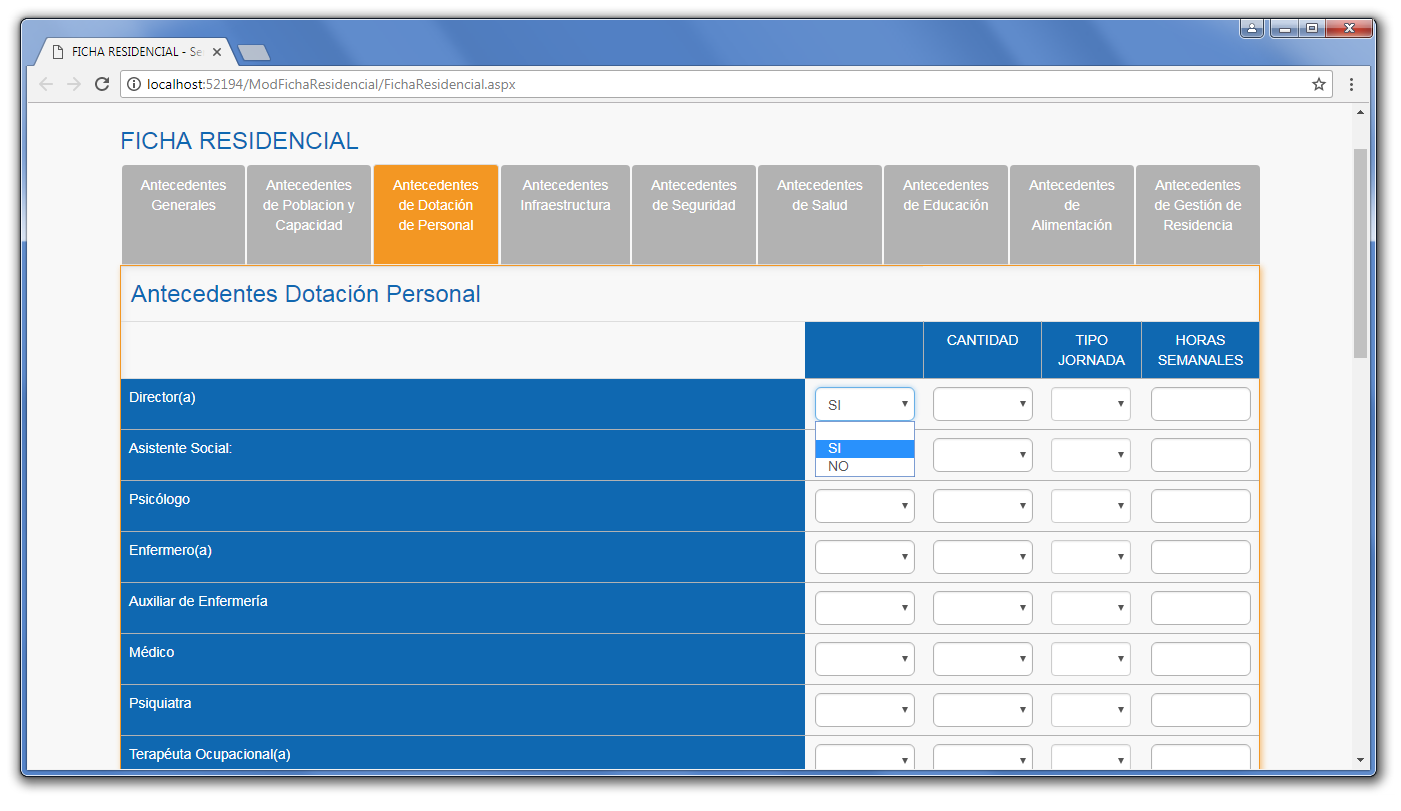 FICHA RESIDENCIAL - Se
localhost:52194/ModFichaResidencial/FichaResidencial.aspx
FICHA RESIDENCIAL
Antecedentes
Generales
Antecedentes
de Poblacion y
Capacidad
Antecedentes
de Dotación
de Personal
Antecedentes
Infraestructura
Antecedentes
de Seguridad
Antecedentes
de Salud
Antecedentes
de Educación
Antecedentes
de
Alimentación
Antecedentes
de Gestión de
Residencia
Antecedentes Dotación Personal
CANTIDAD
TIPO
JORNADA
HORAS
SEMANALES
Director(a)
SI
SI
NO
Asistente Social:
Psicólogo
Enfermero(a)
Auxiliar de Enfermería
Médico
Psiquiatra
Terapéuta Ocupacional(a)